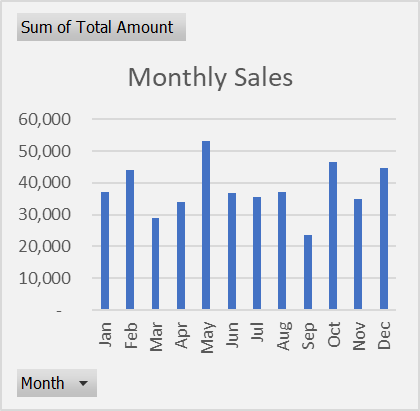 Sum of Total Amount
Monthly Sales
60,000
50,000
40,000
30,000
20,000
10,000
-
Jan Feb Mar Apr May Jun Jul Aug Sep Oct Nov Dec
Month